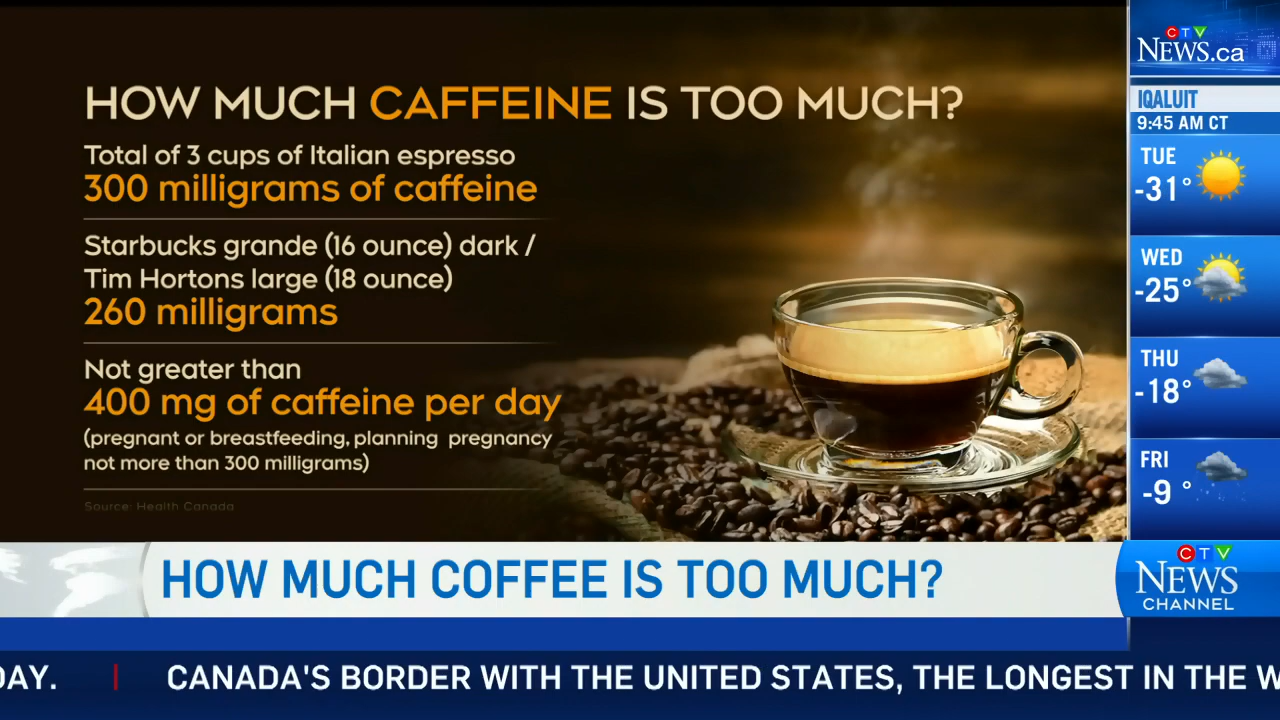 HOW MUCH CAFFEINE IS TOO MUCH?
Total of 3 cups of Italian espresso
300 milligrams of caffeine
Starbucks grande (16 ounce) dark /
Tim Hortons large (18 ounce)
260 milligrams
Not greater than
400 mg of caffeine per day
(pregnant or breastfeeding, planning pregnancy
not more than 300 milligrams)
Source: Health Canada
CTV
NEWS.ca
IQALUIT
9:45 AM CT
TUE
-31°
WED
-25°
THU
-18°
FRI
-9 °
HOW MUCH COFFEE IS TOO MUCH?
CTV
NEWS
CHANNEL
DAY. | CANADA'S BORDER WITH THE UNITED STATES, THE LONGEST IN THE W